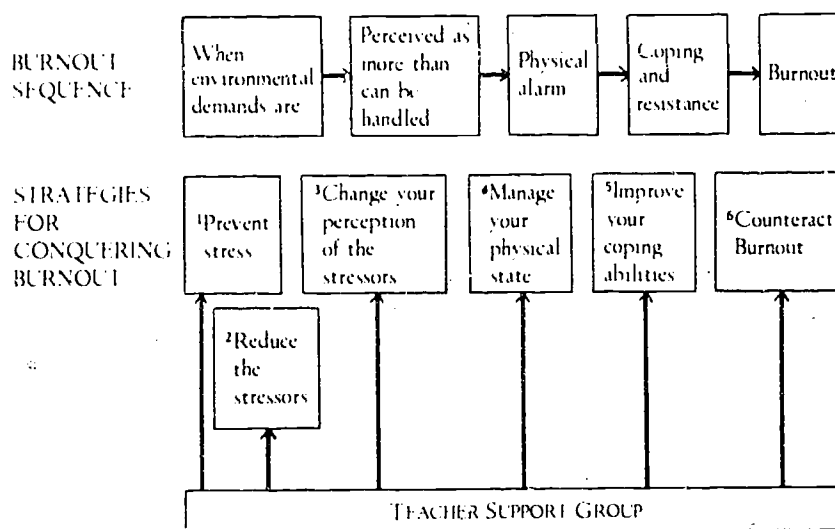 BURNOUT
SEQUENCE
When
environmental
demands are
Perceived as
more than
can be
handled
Physical
alarm
Coping
and
resistance
Burnout
STRATEGIES
FOR
CONQUERING
BURNOUT
¹Prevent
stress
²Reduce
the
stressors
³Change your
perception
of the
stressors
⁴Manage
your
physical
state
⁵Improve
your
coping
abilities
⁶Counteract
Burnout
TEACHER SUPPORT GROUP